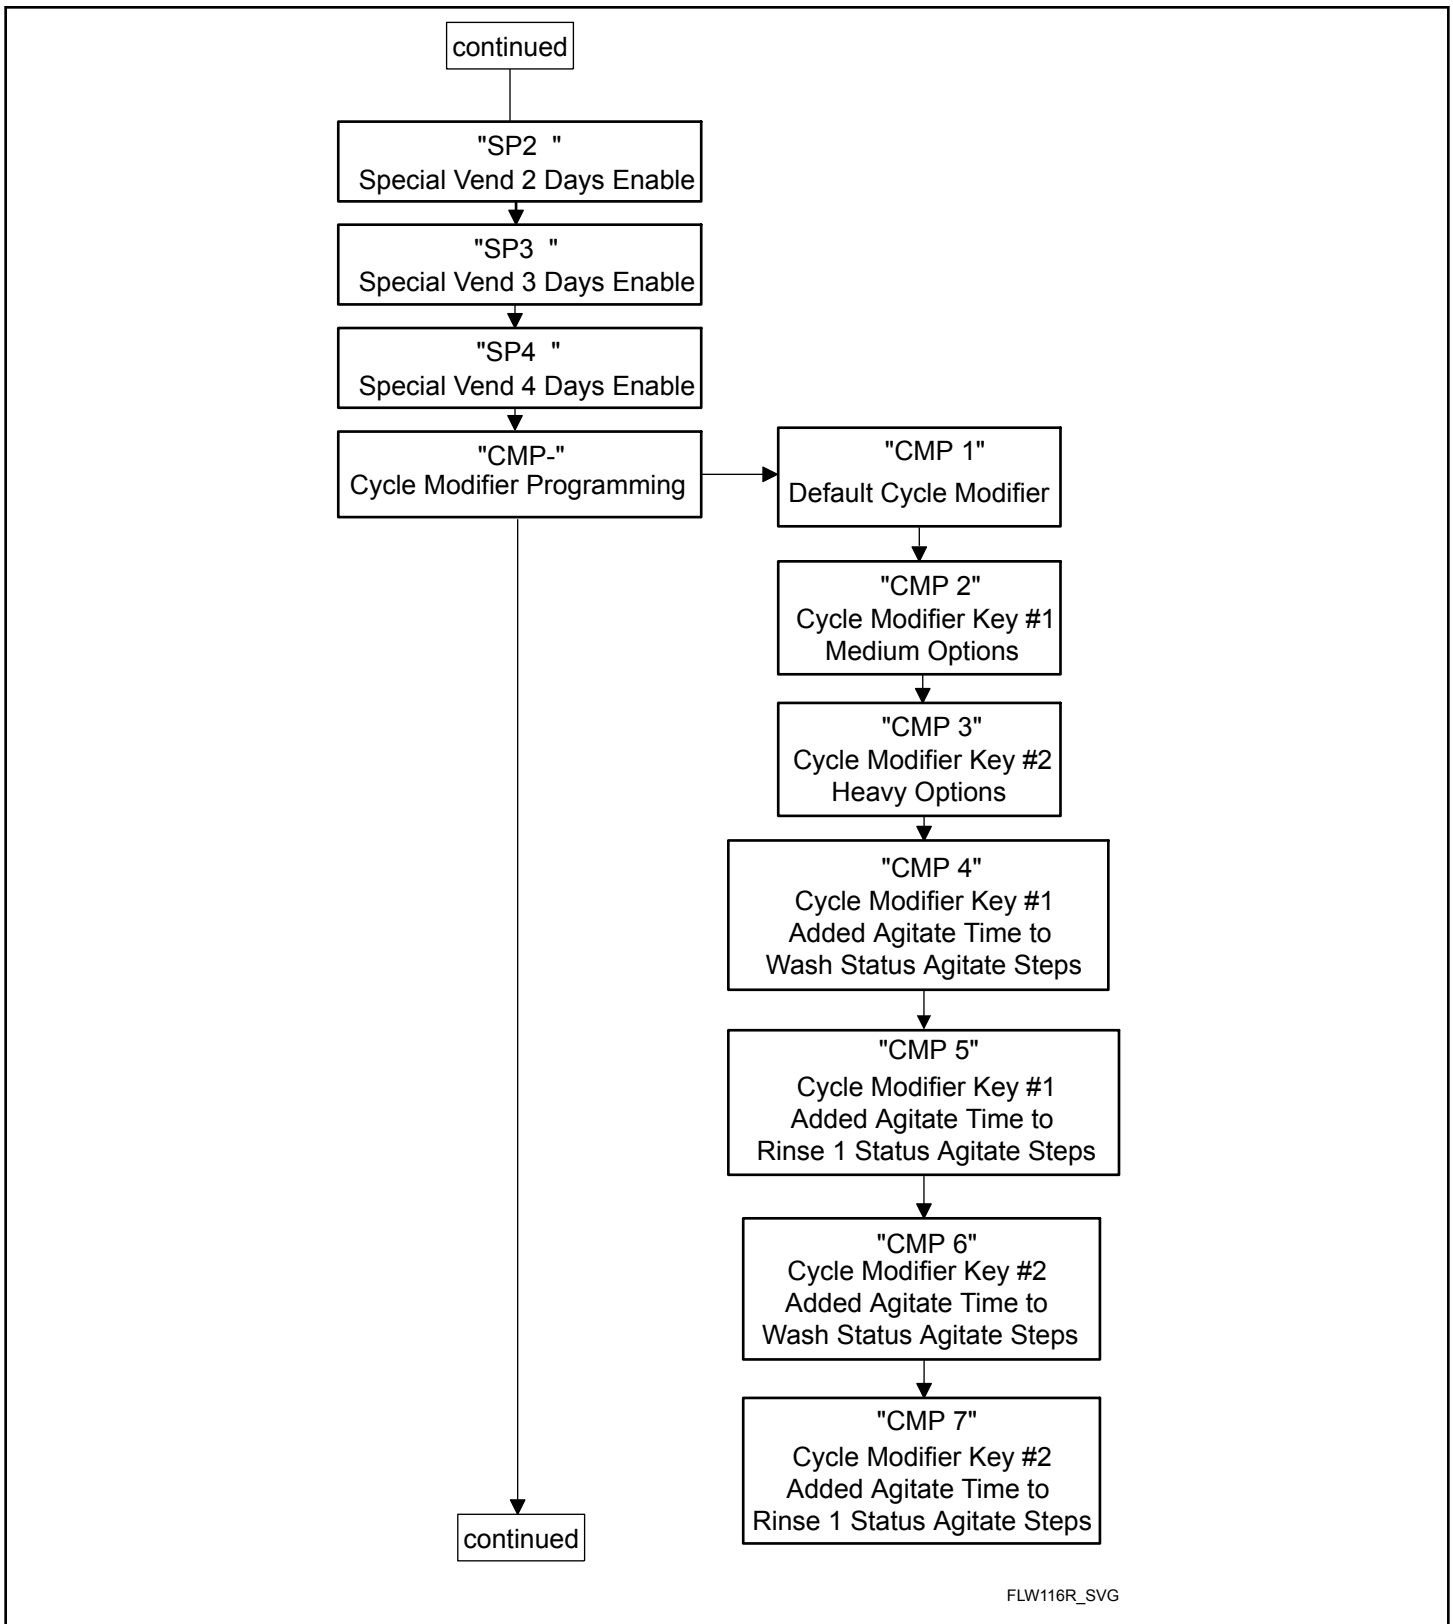 continued
"SP2  "
Special Vend 2 Days Enable
"SP3  "
Special Vend 3 Days Enable
"SP4  "
Special Vend 4 Days Enable
"CMP-"
Cycle Modifier Programming
"CMP 1"
Default Cycle Modifier
"CMP 2"
Cycle Modifier Key #1
Medium Options
"CMP 3"
Cycle Modifier Key #2
Heavy Options
"CMP 4"
Cycle Modifier Key #1
Added Agitate Time to
Wash Status Agitate Steps
"CMP 5"
Cycle Modifier Key #1
Added Agitate Time to
Rinse 1 Status Agitate Steps
"CMP 6"
Cycle Modifier Key #2
Added Agitate Time to
Wash Status Agitate Steps
"CMP 7"
Cycle Modifier Key #2
Added Agitate Time to
Rinse 1 Status Agitate Steps
continued
FLW116R_SVG